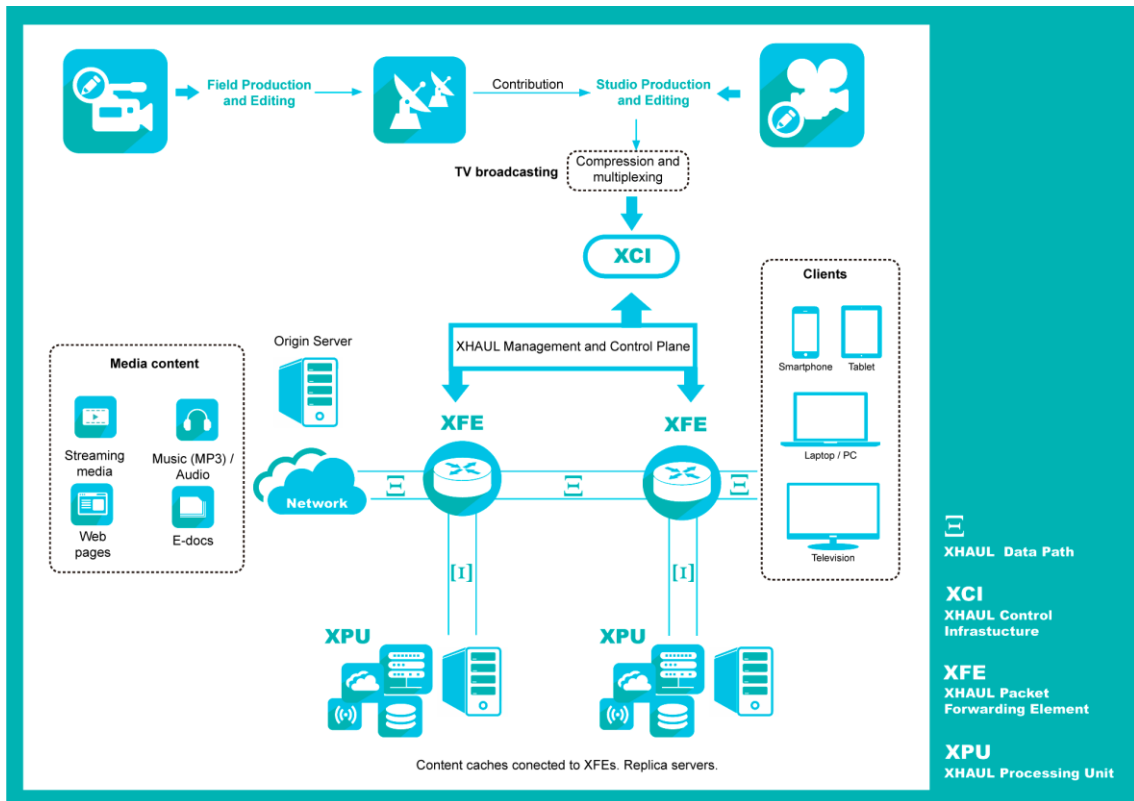 Field Production
and Editing
Contribution
Studio Production
and Editing
TV broadcasting
Compression and
multiplexing
XCI
XHAUL Management and Control Plane
Origin Server
Media content
Streaming
media
Music (MP3) /
Audio
Web
pages
E-docs
Network
Ξ
XFE
Ξ
XFE
Ξ
Clients
Smartphone
Tablet
Laptop / PC
Television
[I]
[I]
XPU
XPU
Content caches conected to XFEs. Replica servers.
Ξ
XHAUL Data Path
XCI
XHAUL Control
Infrastucture
XFE
XHAUL Packet
Forwarding Element
XPU
XHAUL Processing Unit